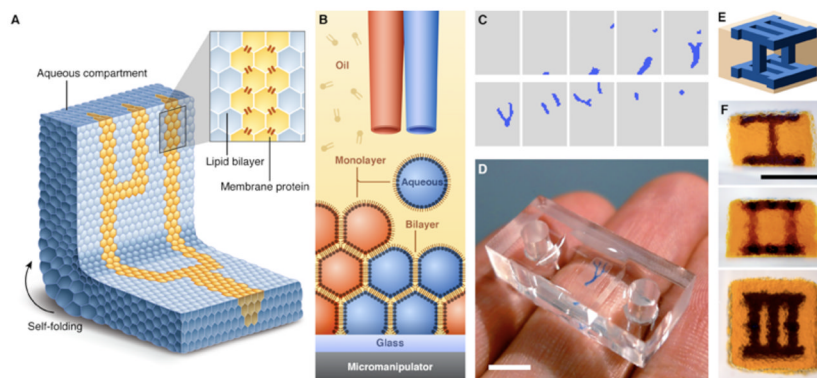 A
Aqueous compartment
Lipid bilayer
Membrane protein
Self-folding
B
Oil
Monolayer
Aqueous
Bilayer
Glass
Micromanipulator
C
D
E
F